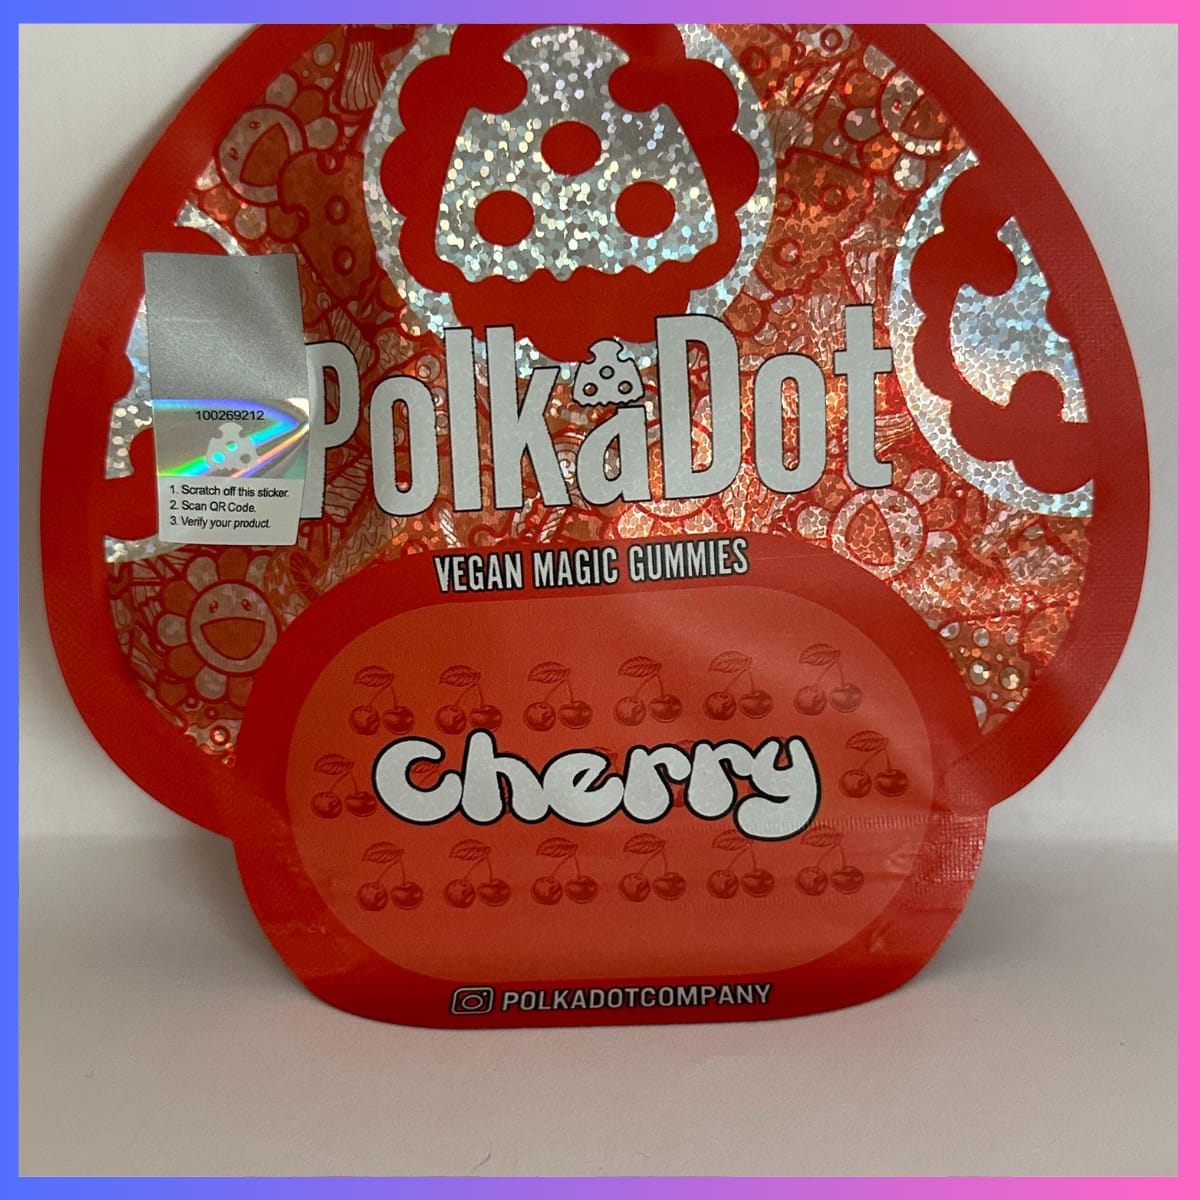 PolkaDot
100269212
1. Scratch off this sticker.
2. Scan QR Code.
3. Verify your product.
VEGAN MAGIC GUMMIES
Cherry
POLKADOTCOMPANY